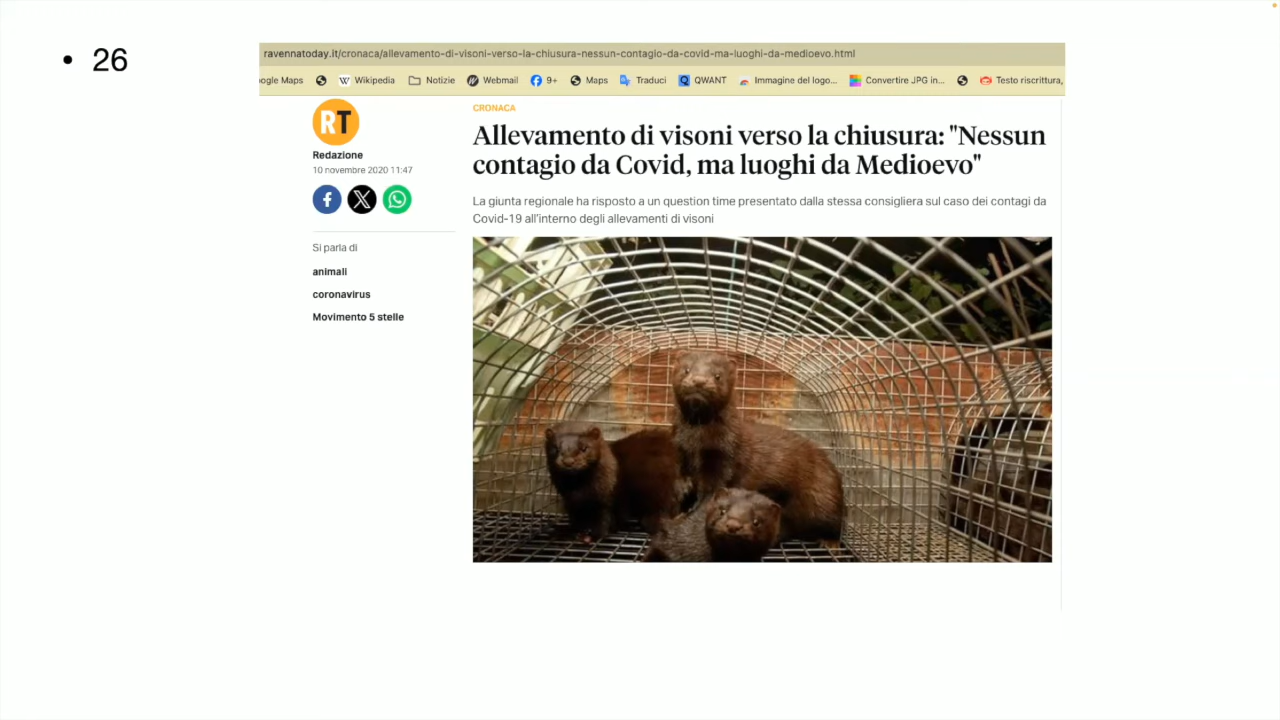 • 26
ravennatoday.it/cronaca/allevamento-di-visoni-verso-la-chiusura-nessun-contagio-da-covid-ma-luoghi-da-medioevo.html
ogle Maps W Wikipedia Notizie Webmail 9+ Maps Traduci QWANT Immagine del logo... Convertire JPG in... Testo riscrittura,
RT
Redazione
10 novembre 2020 11:47
Si parla di
animali
coronavirus
Movimento 5 stelle
CRONACA
Allevamento di visoni verso la chiusura: "Nessun
contagio da Covid, ma luoghi da Medioevo"
La giunta regionale ha risposto a un question time presentato dalla stessa consigliera sul caso dei contagi da
Covid-19 all'interno degli allevamenti di visoni